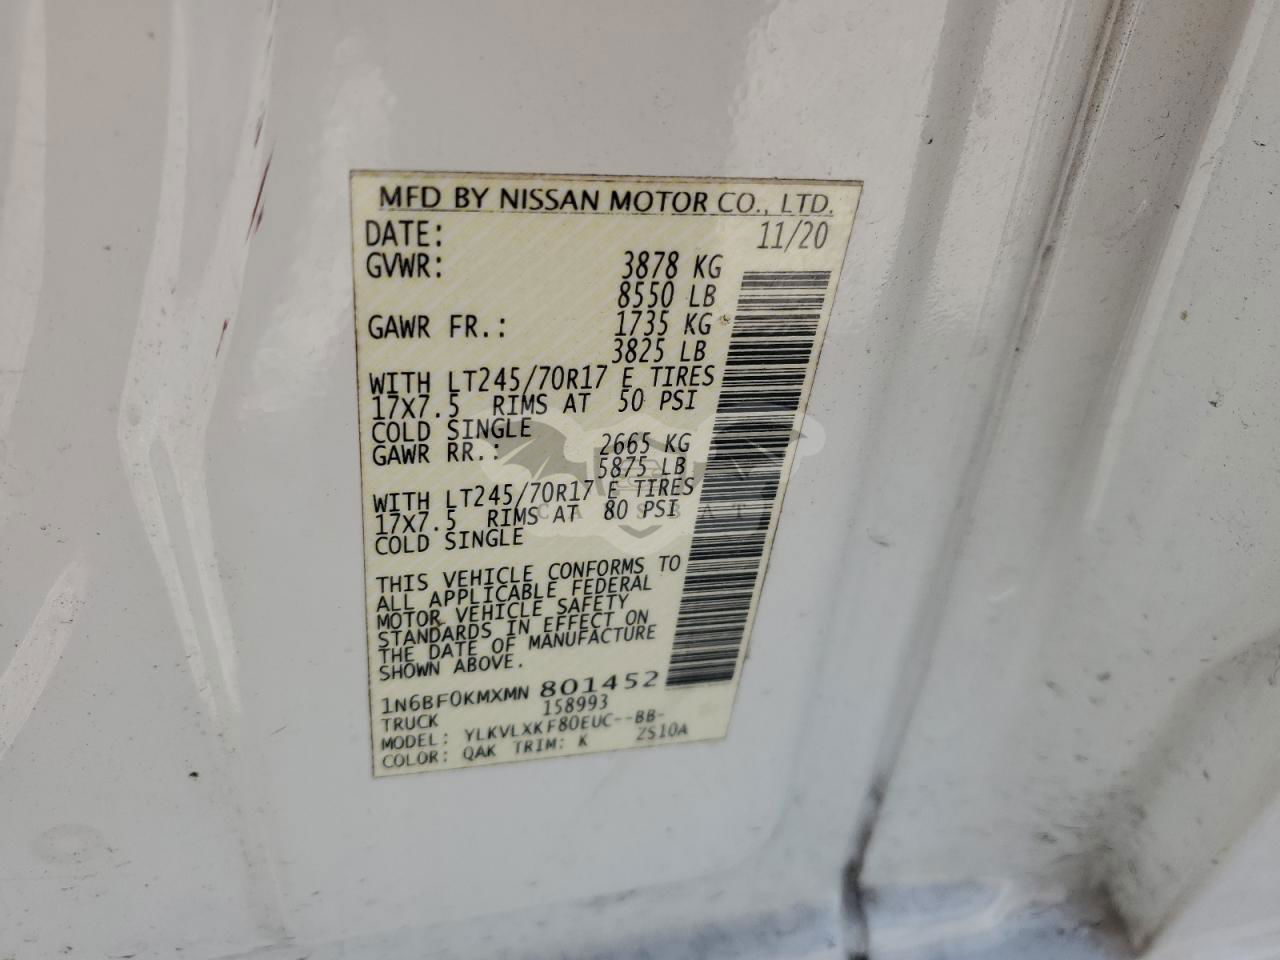 MFD BY NISSAN MOTOR CO., LTD.
DATE: 11/20
GVWR: 3878 KG
8550 LB
GAWR FR.: 1735 KG
3825 LB
WITH LT245/70R17 E TIRES
17X7.5 RIMS AT 50 PSI
COLD SINGLE
GAWR RR.: 2665 KG
5875 LB
WITH LT245/70R17 E TIRES
17X7.5 RIMS AT 80 PSI
COLD SINGLE
THIS VEHICLE CONFORMS TO
ALL APPLICABLE FEDERAL
MOTOR VEHICLE SAFETY
STANDARDS IN EFFECT ON
THE DATE OF MANUFACTURE
SHOWN ABOVE.
1N6BF0KMXMN 801452
TRUCK 158993
MODEL: YLKVLXKF80EUC--BB-
COLOR: QAK TRIM: K ZS10A